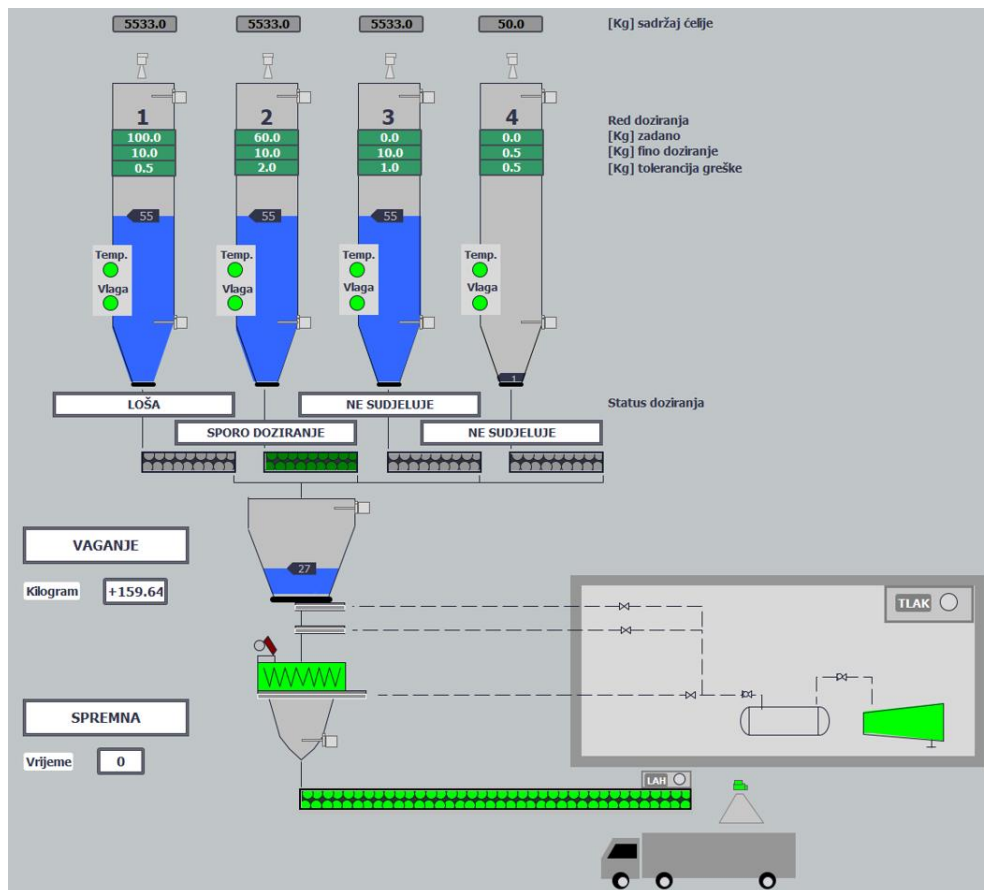 5533.0 5533.0 5533.0 50.0 [Kg] sadržaj ćelije
1 2 3 4 Red doziranja
100.0 60.0 0.0 0.0 [Kg] zadano
10.0 10.0 10.0 0.5 [Kg] fino doziranje
0.5 2.0 1.0 0.5 [Kg] tolerancija greške
55 55 55
Temp. Temp. Temp. Temp.
Vlaga Vlaga Vlaga Vlaga
1
LOŠA NE SUDJELUJE Status doziranja
SPORO DOZIRANJE NE SUDJELUJE
VAGANJE
27
Kilogram +159.64
TLAK
SPREMNA
Vrijeme 0
LAH